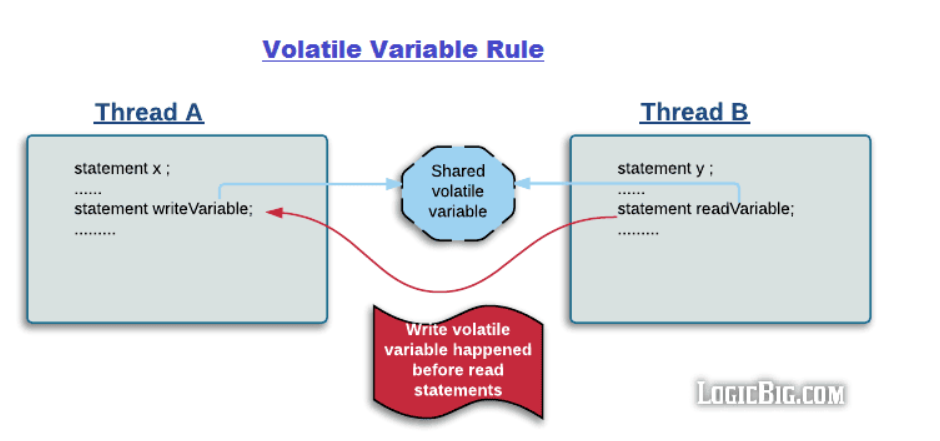 Volatile Variable Rule
Thread A
statement x ;
......
statement writeVariable;
.........
Shared
volatile
variable
Thread B
statement y ;
......
statement readVariable;
.........
Write volatile
variable happened
before read
statements
LogicBig.com